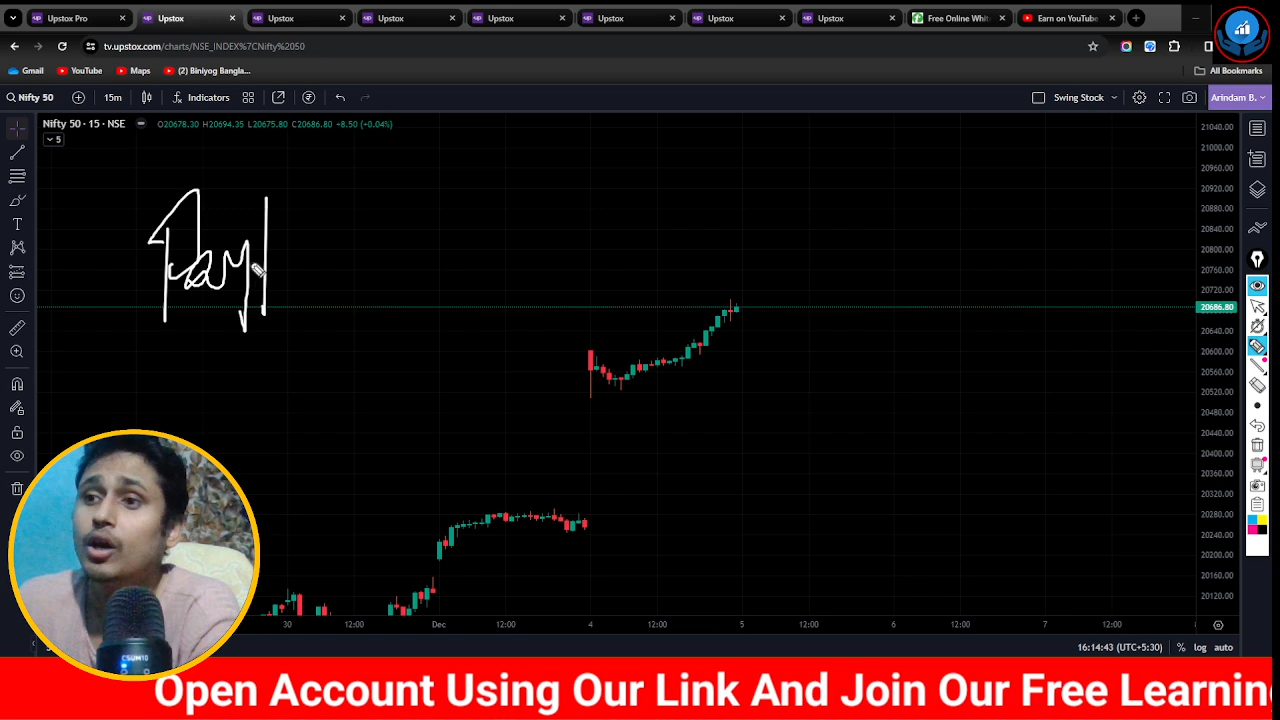 Upstox Pro
Upstox
Upstox
Upstox
Upstox
Upstox
Upstox
Upstox
Free Online Whit
Earn on YouTube
tv.upstox.com/charts/NSE_INDEX%7CNifty%2050
Gmail
YouTube
Maps
(2) Biniyog Bangla...
All Bookmarks
Nifty 50
15m
Indicators
Swing Stock
Arindam B.
Nifty 50 · 15 · NSE
O20678.30 H20694.35 L20675.80 C20686.80 +8.50 (+0.04%)
5
21040.00
21000.00
20960.00
20920.00
20880.00
20840.00
20800.00
20760.00
20720.00
20686.80
20640.00
20600.00
20560.00
20520.00
20480.00
20440.00
20400.00
20360.00
20320.00
20280.00
20240.00
20200.00
20160.00
20120.00
30
12:00
Dec
12:00
4
12:00
5
12:00
6
12:00
7
12:00
16:14:43 (UTC+5:30)
%
log
auto
CSUM10
Open Account Using Our Link And Join Our Free Learning